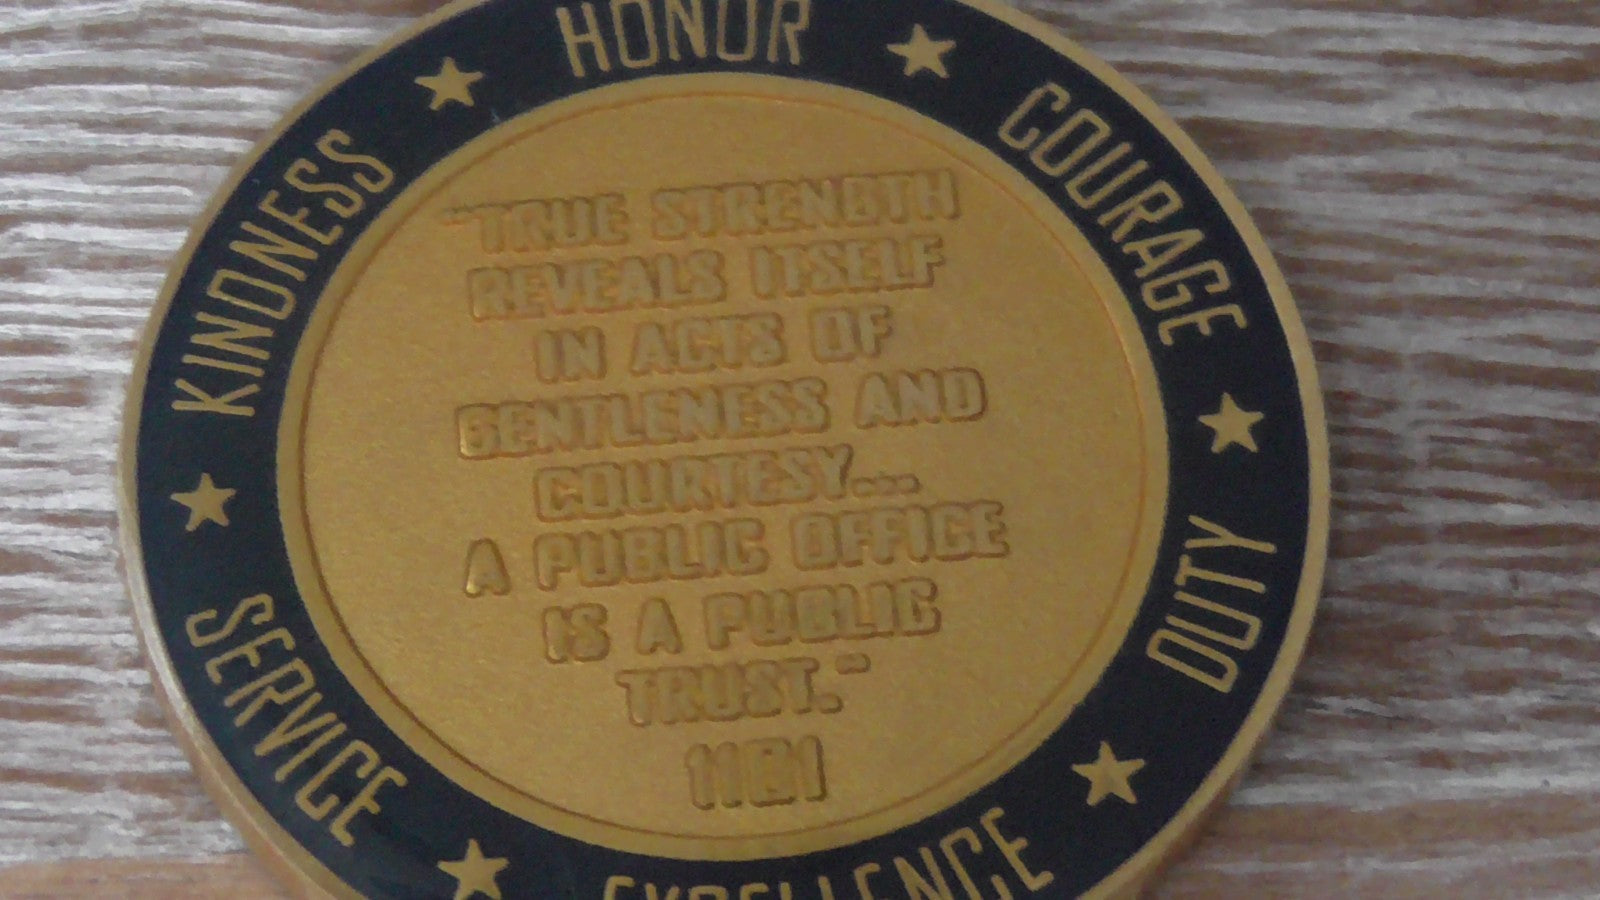 HONOR
COURAGE
DUTY
EXCELLENCE
SERVICE
KINDNESS
"TRUE STRENGTH
REVEALS ITSELF
IN ACTS OF
GENTLENESS AND
COURTESY...
A PUBLIC OFFICE
IS A PUBLIC
TRUST."